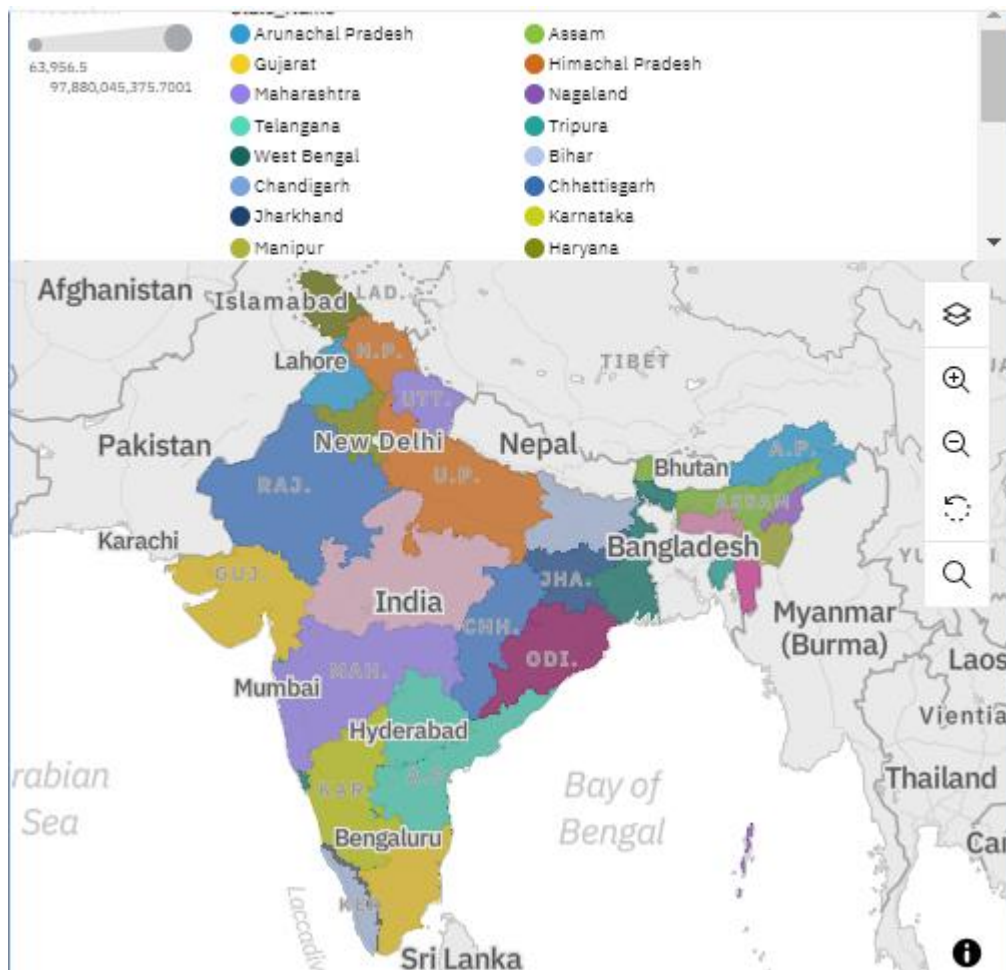 State_Name
63,956.5
97,880,045,375.7001
Arunachal Pradesh
Assam
Gujarat
Himachal Pradesh
Maharashtra
Nagaland
Telangana
Tripura
West Bengal
Bihar
Chandigarh
Chhattisgarh
Jharkhand
Karnataka
Manipur
Haryana
Afghanistan
Islamabad
LAD.
Lahore
H.P.
TIBET
UTT.
Pakistan
New Delhi
Nepal
U.P.
Bhutan
A.P.
RAJ.
ASSAM
Karachi
Bangladesh
GUJ.
JHA.
India
Myanmar
(Burma)
CHH.
MAH.
ODI.
Laos
Mumbai
Hyderabad
Vientia
rabian
Sea
KAR.
Bay of
Bengal
Thailand
Bengaluru
Laccadiv
Sri Lanka